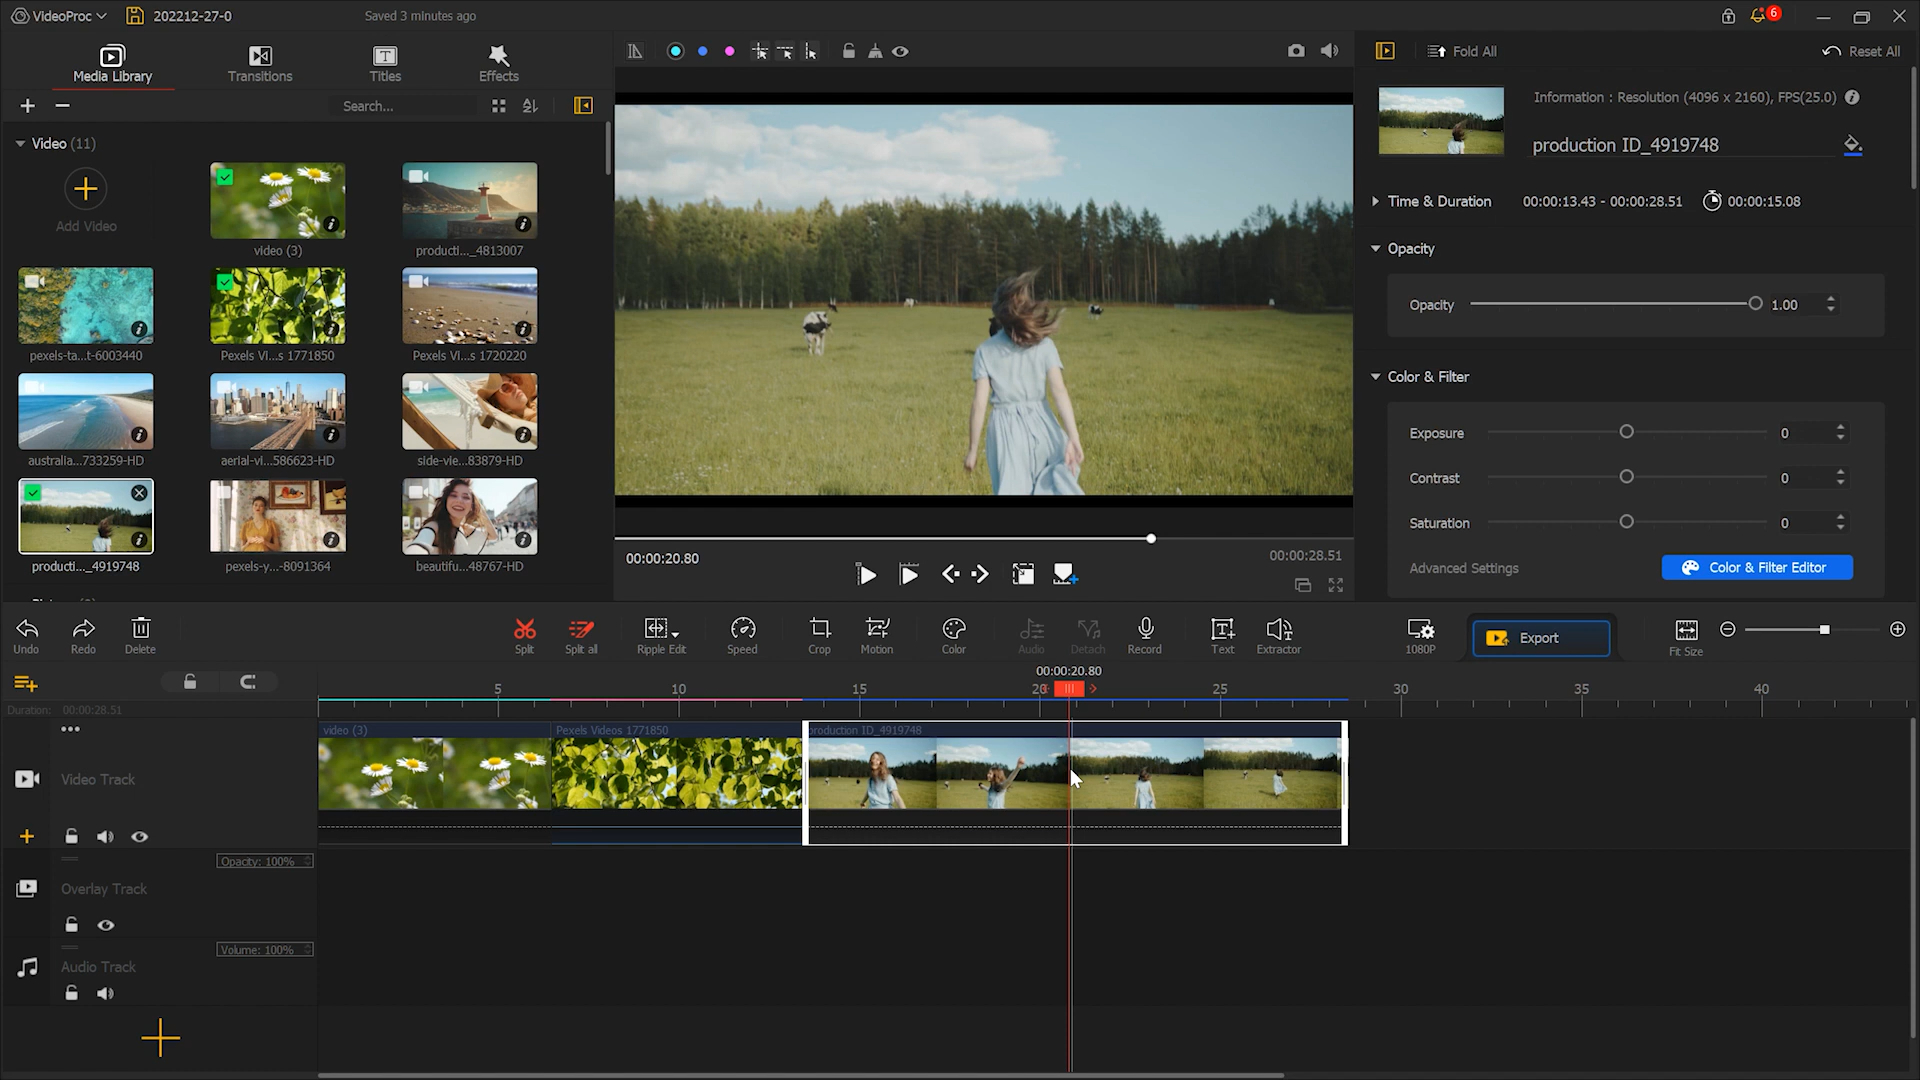 VideoProc
202212-27-0
Saved 3 minutes ago
6
Media Library
Transitions
Titles
Effects
Search...
Video (11)
Add Video
video (3)
producti..._4813007
pexels-ta...t-6003440
Pexels VI...s 1771850
Pexels VI...s 1720220
australia...733259-HD
aerial-vi...586623-HD
side-vie...83879-HD
producti..._4919748
pexels-y...-8091364
beautifu...48767-HD
00:00:20.80
00:00:28.51
Fold All
Reset All
Information : Resolution (4096 x 2160), FPS(25.0)
production ID_4919748
Time & Duration
00:00:13.43 - 00:00:28.51
00:00:15.08
Opacity
Opacity
1.00
Color & Filter
Exposure
0
Contrast
0
Saturation
0
Advanced Settings
Color & Filter Editor
Undo
Redo
Delete
Split
Split all
Ripple Edit
Speed
Crop
Motion
Color
Audio
Detach
Record
Text
Extractor
1080P
Export
Fit Size
00:00:20.80
5
10
15
20
25
30
35
40
Duration: 00:00:28.51
video (3)
Pexels Videos 1771850
production ID_4919748
Video Track
Opacity: 100%
Overlay Track
Volume: 100%
Audio Track